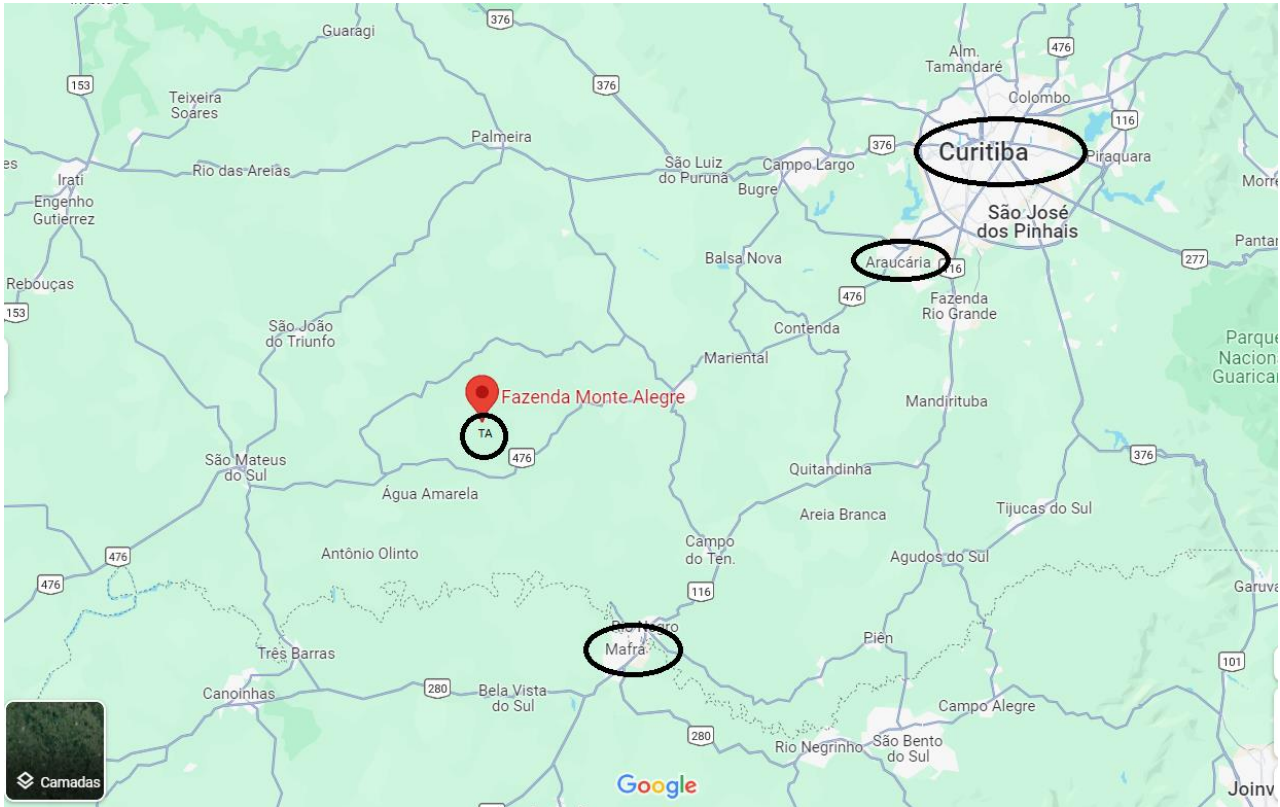 376
Guaragi
Alm.
Tamandaré
476
153
Teixeira
Soares
376
Colombo
116
Palmeira
376
Curitiba
Piraquara
Rio das Areias
São Luiz
do Purunã
Campo Largo
Irati
Bugre
Engenho
Gutierrez
São José
dos Pinhais
Balsa Nova
Araucária
116
277
Rebouças
153
476
Fazenda
Rio Grande
São João
do Triunfo
Contenda
Mariental
Fazenda Monte Alegre
Mandirituba
TA
476
376
São Mateus
do Sul
Quitandinha
Água Amarela
Areia Branca
Tijucas do Sul
Campo
do Ten.
476
Antônio Olinto
Agudos do Sul
476
116
Rio Negro
Mafra
Piên
Três Barras
101
Canoinhas
280
Bela Vista
do Sul
Campo Alegre
280
Rio Negrinho
São Bento
do Sul
Camadas
Google